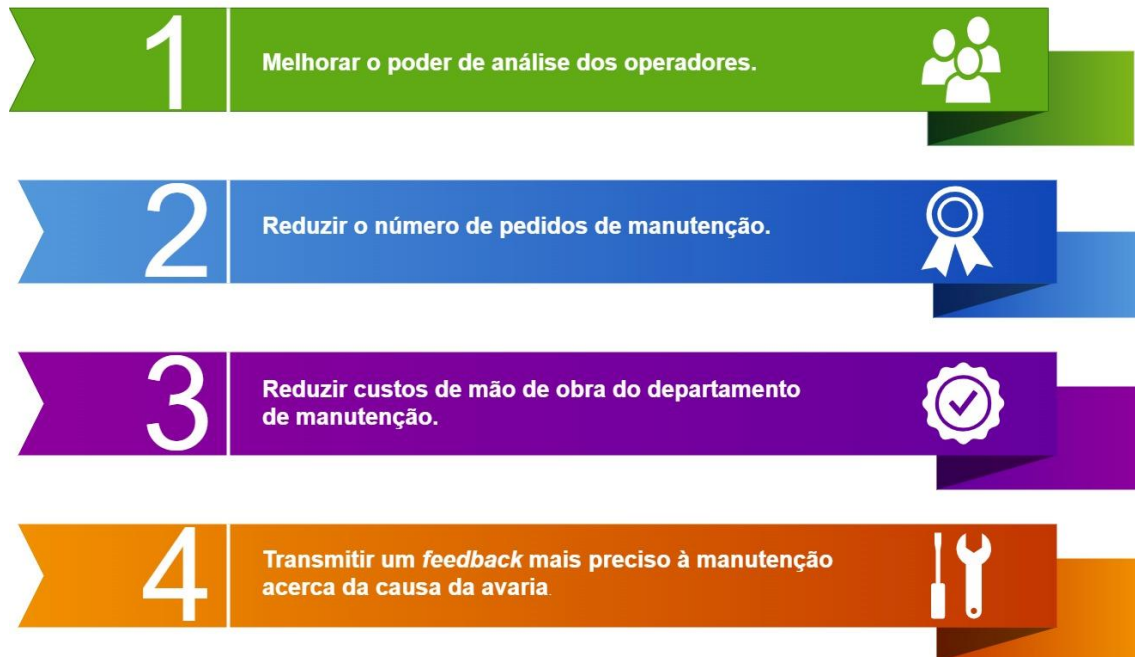 1
Melhorar o poder de análise dos operadores.
2
Reduzir o número de pedidos de manutenção.
3
Reduzir custos de mão de obra do departamento
de manutenção.
4
Transmitir um feedback mais preciso à manutenção
acerca da causa da avaria.